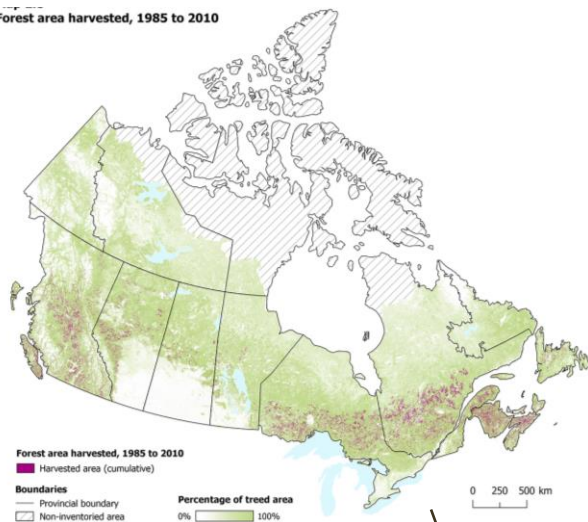 Forest area harvested, 1985 to 2010
Forest area harvested, 1985 to 2010
Harvested area (cumulative)
Boundaries
Provincial boundary
Non-inventoried area
Percentage of treed area
0% 100%
0 250 500 km